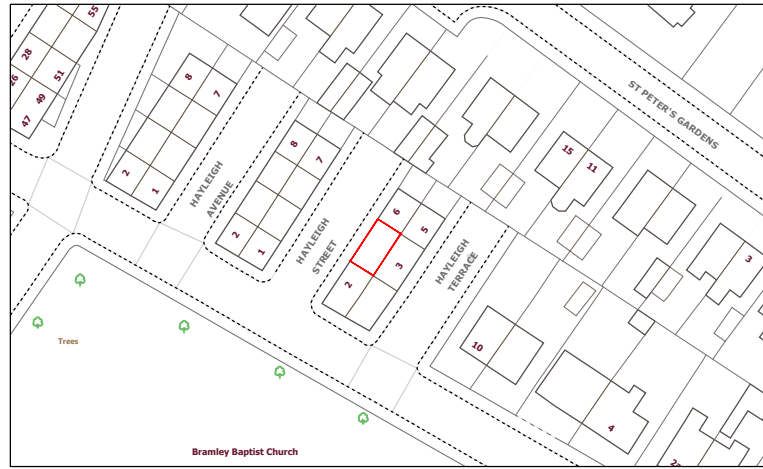 55
28
26
51
49
47
8
7
2
1
HAYLEIGH
AVENUE
8
7
2
1
HAYLEIGH
STREET
6
5
3
2
HAYLEIGH
TERRACE
ST PETER'S GARDENS
15
11
3
10
4
Trees
Bramley Baptist Church